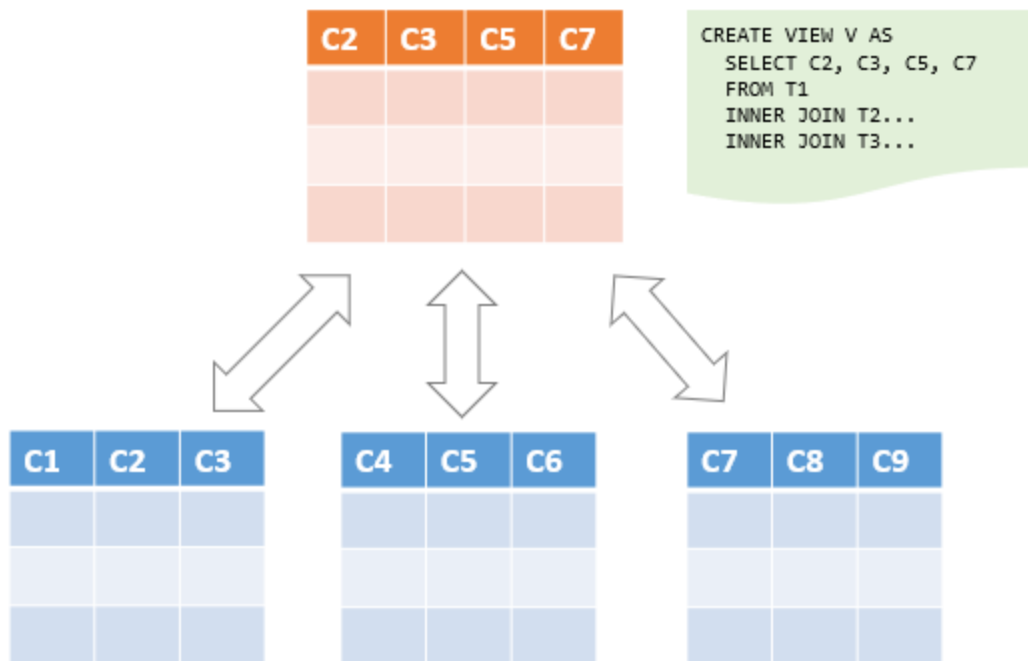 C2 C3 C5 C7
CREATE VIEW V AS
SELECT C2, C3, C5, C7
FROM T1
INNER JOIN T2...
INNER JOIN T3...
C1 C2 C3
C4 C5 C6
C7 C8 C9